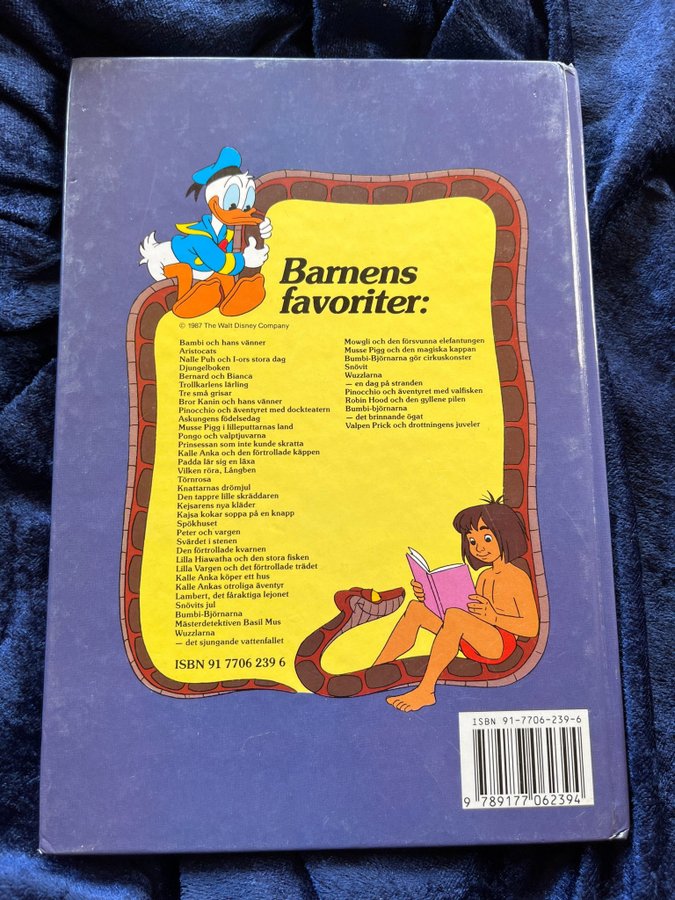 Barnens
favoriter:
© 1987 The Walt Disney Company
Bambi och hans vänner
Aristocats
Nalle Puh och I-ors stora dag
Djungelboken
Bernard och Bianca
Trollkarlens lärling
Tre små grisar
Bror Kanin och hans vänner
Pinocchio och äventyret med dockteatern
Askungens födelsedag
Musse Pigg i lilleputtarnas land
Pongo och valptjuvarna
Prinsessan som inte kunde skratta
Kalle Anka och den förtrollade käppen
Padda lär sig en läxa
Vilken röra, Långben
Törnrosa
Knattarnas drömjul
Den tappre lille skräddaren
Kejsarens nya kläder
Kajsa kokar soppa på en knapp
Spökhuset
Peter och vargen
Svärdet i stenen
Den förtrollade kvarnen
Lilla Hiawatha och den stora fisken
Lilla Vargen och det förtrollade trädet
Kalle Anka köper ett hus
Kalle Ankas otroliga äventyr
Lambert, det fåraktiga lejonet
Snövits jul
Bumbi-Björnarna
Mästerdetektiven Basil Mus
Wuzzlarna
— det sjungande vattenfallet
Mowgli och den försvunna elefantungen
Musse Pigg och den magiska kappan
Bumbi-Björnarna gör cirkuskonster
Snövit
Wuzzlarna
— en dag på stranden
Pinocchio och äventyret med valfisken
Robin Hood och den gyllene pilen
Bumbi-björnarna
— det brinnande ögat
Valpen Prick och drottningens juveler
ISBN 91 7706 239 6
ISBN 91-7706-239-6
9 789177 062394